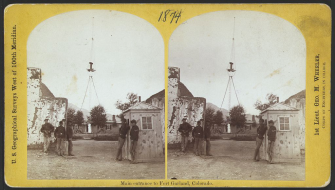 1874
U. S. Geographical Surveys West of 100th Meridian.
Main entrance to Fort Garland, Colorado.
1st Lieut. Geo. M. Wheeler,